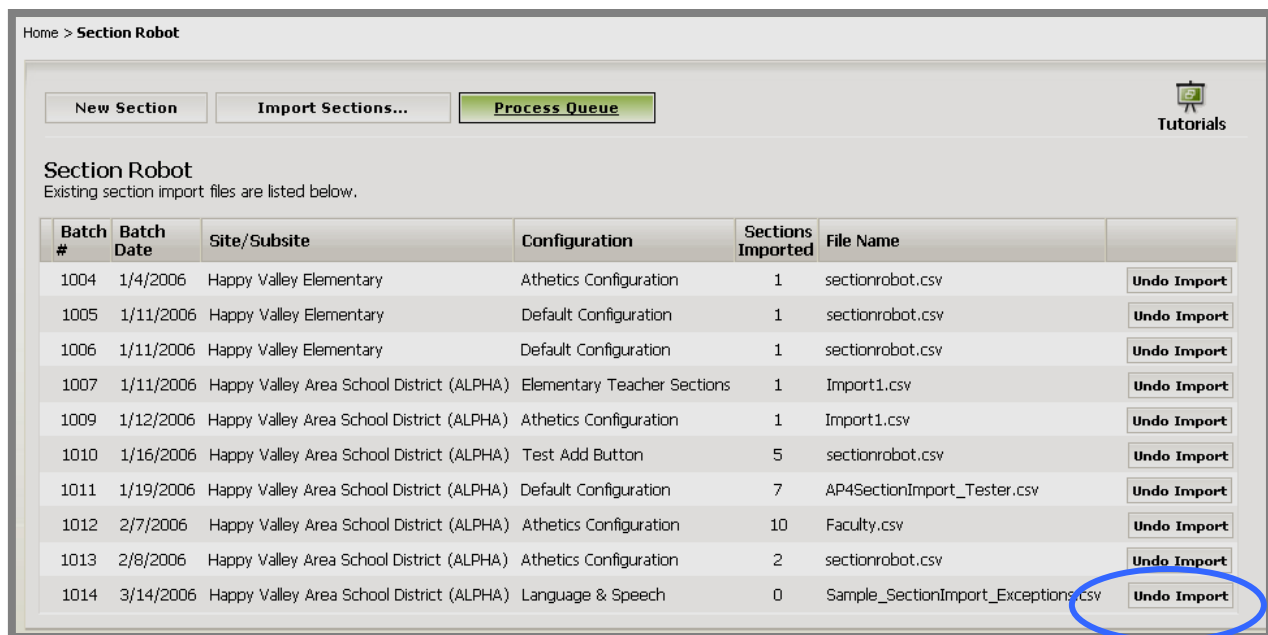 Home > Section Robot
New Section Import Sections... Process Queue
Tutorials
Section Robot
Existing section import files are listed below.
Batch # Batch Date Site/Subsite Configuration Sections Imported File Name
1004 1/4/2006 Happy Valley Elementary Athetics Configuration 1 sectionrobot.csv Undo Import
1005 1/11/2006 Happy Valley Elementary Default Configuration 1 sectionrobot.csv Undo Import
1006 1/11/2006 Happy Valley Elementary Default Configuration 1 sectionrobot.csv Undo Import
1007 1/11/2006 Happy Valley Area School District (ALPHA) Elementary Teacher Sections 1 Import1.csv Undo Import
1009 1/12/2006 Happy Valley Area School District (ALPHA) Athetics Configuration 1 Import1.csv Undo Import
1010 1/16/2006 Happy Valley Area School District (ALPHA) Test Add Button 5 sectionrobot.csv Undo Import
1011 1/19/2006 Happy Valley Area School District (ALPHA) Default Configuration 7 AP4SectionImport_Tester.csv Undo Import
1012 2/7/2006 Happy Valley Area School District (ALPHA) Athetics Configuration 10 Faculty.csv Undo Import
1013 2/8/2006 Happy Valley Area School District (ALPHA) Athetics Configuration 2 sectionrobot.csv Undo Import
1014 3/14/2006 Happy Valley Area School District (ALPHA) Language & Speech 0 Sample_SectionImport_Exceptions.csv Undo Import